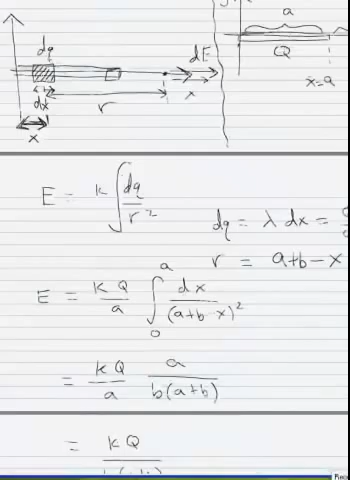 a
dq
dE
Q
dx
r
x
x
x=a
E = k ∫ dq / r²
dq = λ dx =
r = a+b-x
E = kQ / a ∫₀ᵃ dx / (a+b-x)²
= kQ / a a / b(a+b)
= kQ